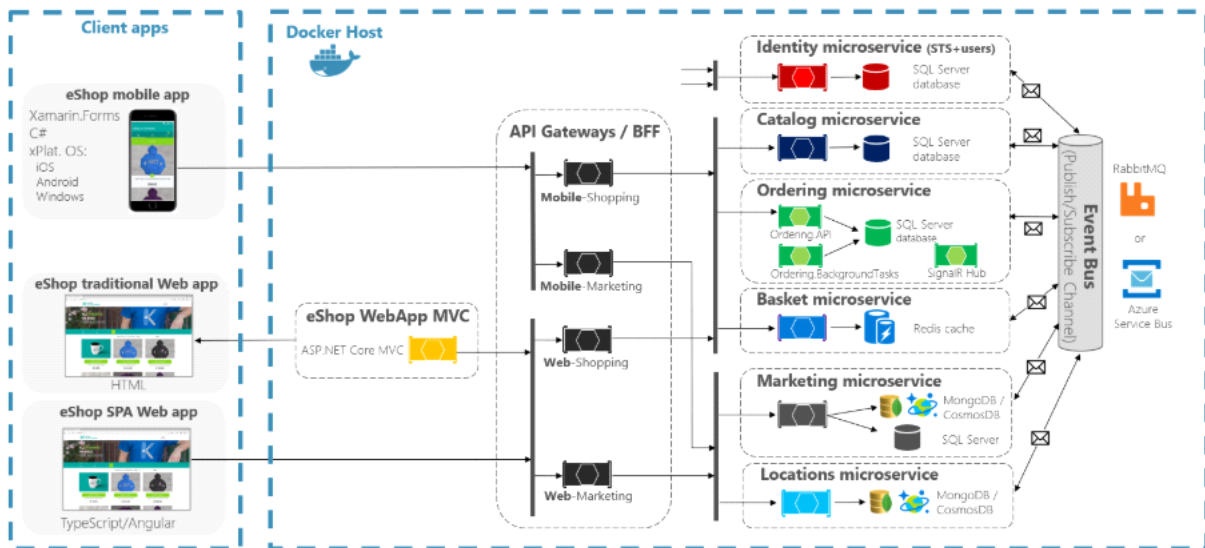 Client apps
eShop mobile app
Xamarin.Forms
C#
xPlat. OS:
iOS
Android
Windows
eShop traditional Web app
HTML
eShop SPA Web app
TypeScript/Angular
Docker Host
eShop WebApp MVC
ASP.NET Core MVC
API Gateways / BFF
Mobile-Shopping
Mobile-Marketing
Web-Shopping
Web-Marketing
Identity microservice (STS+users)
SQL Server
database
Catalog microservice
SQL Server
database
Ordering microservice
Ordering.API
SQL Server
database
Ordering.BackgroundTasks
SignalR Hub
Basket microservice
Redis cache
Marketing microservice
MongoDB /
CosmosDB
SQL Server
Locations microservice
MongoDB /
CosmosDB
Event Bus
(Publish/Subscribe Channel)
RabbitMQ
or
Azure
Service Bus